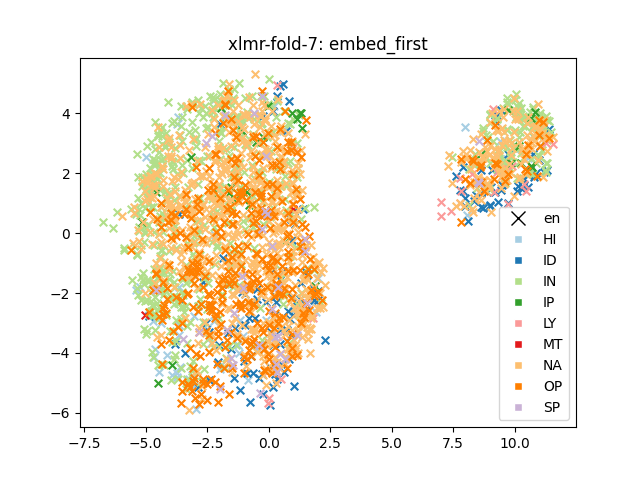 xlmr-fold-7: embed_first
4
2
0
−2
−4
−6
−7.5
−5.0
−2.5
0.0
2.5
5.0
7.5
10.0
en
HI
ID
IN
IP
LY
MT
NA
OP
SP